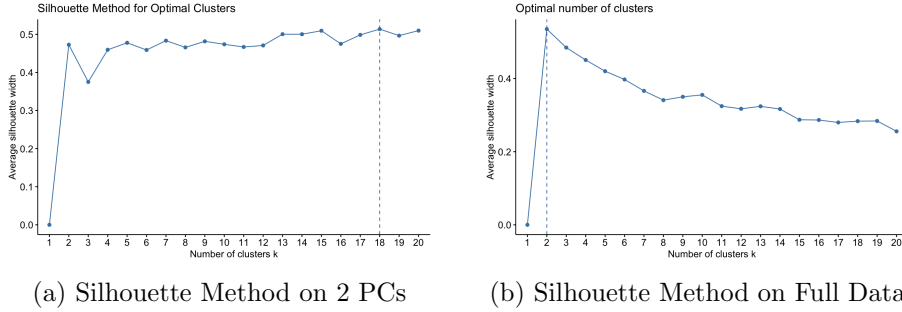 Silhouette Method for Optimal Clusters
Average silhouette width
0.5
0.4
0.3
0.2
0.1
0.0
1 2 3 4 5 6 7 8 9 10 11 12 13 14 15 16 17 18 19 20
Number of clusters k
(a) Silhouette Method on 2 PCs
Optimal number of clusters
Average silhouette width
0.4
0.2
0.0
1 2 3 4 5 6 7 8 9 10 11 12 13 14 15 16 17 18 19 20
Number of clusters k
(b) Silhouette Method on Full Data